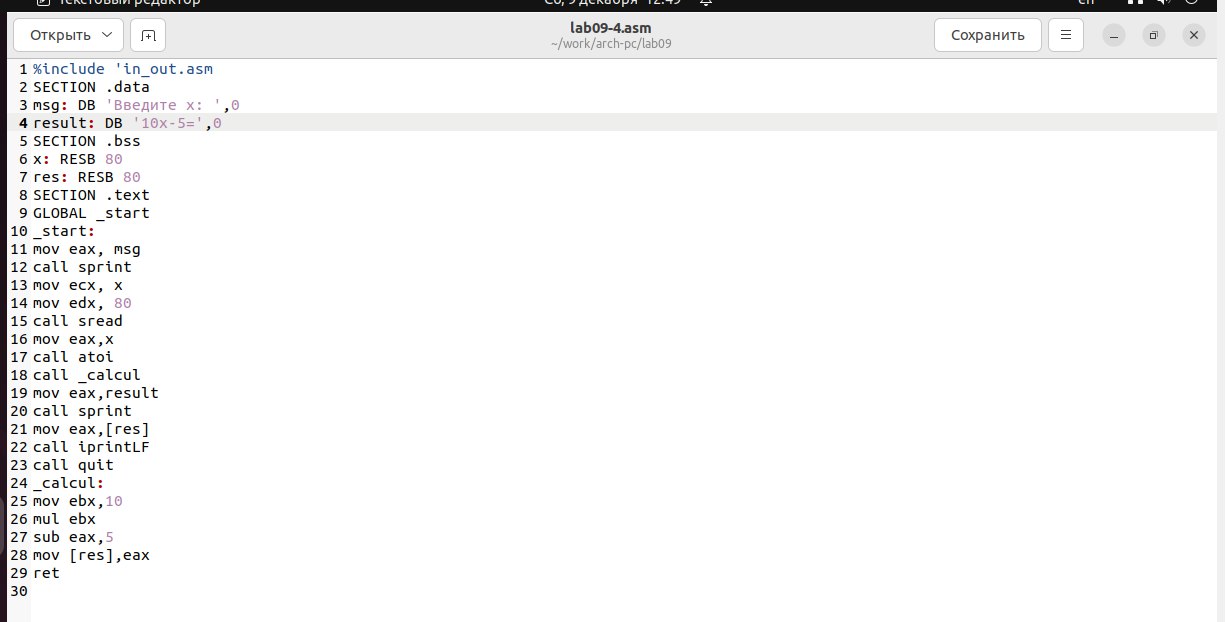 Текстовый редактор Сб, 9 декабря 12:49 en
Открыть lab09-4.asm Сохранить
~/work/arch-pc/lab09
1 %include 'in_out.asm
2 SECTION .data
3 msg: DB 'Введите x: ',0
4 result: DB '10x-5=',0
5 SECTION .bss
6 x: RESB 80
7 res: RESB 80
8 SECTION .text
9 GLOBAL _start
10 _start:
11 mov eax, msg
12 call sprint
13 mov ecx, x
14 mov edx, 80
15 call sread
16 mov eax,x
17 call atoi
18 call _calcul
19 mov eax,result
20 call sprint
21 mov eax,[res]
22 call iprintLF
23 call quit
24 _calcul:
25 mov ebx,10
26 mul ebx
27 sub eax,5
28 mov [res],eax
29 ret
30